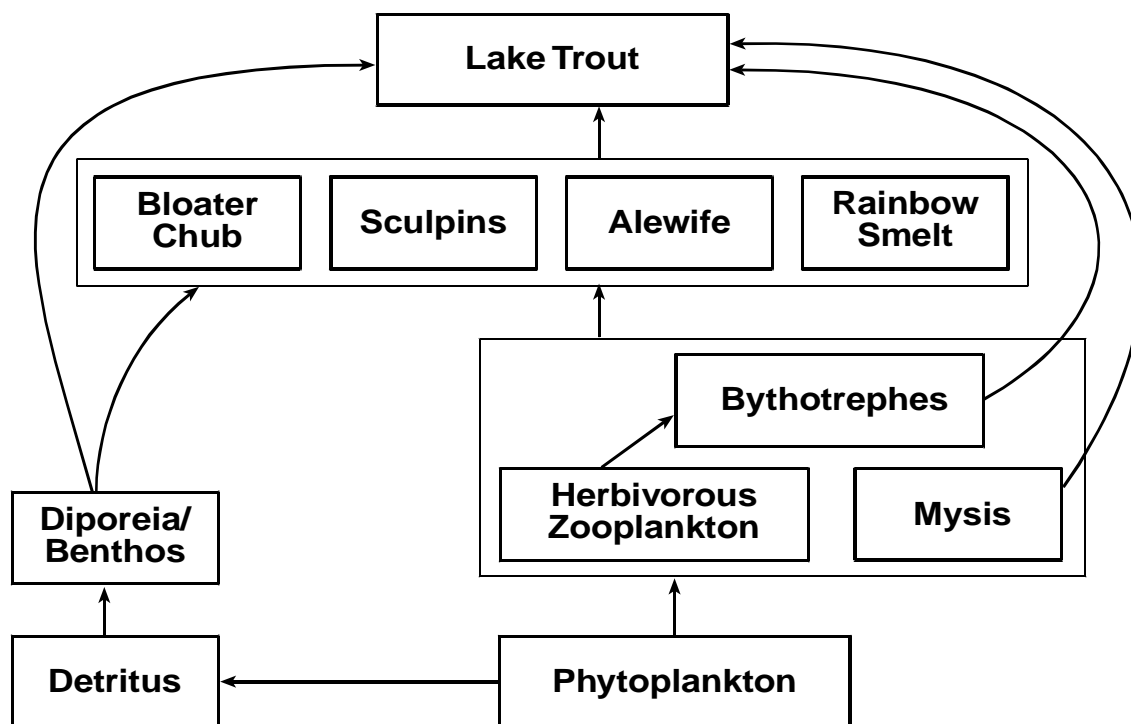 Lake Trout
Bloater
Chub
Sculpins
Alewife
Rainbow
Smelt
Bythotrephes
Herbivorous
Zooplankton
Mysis
Diporeia/
Benthos
Detritus
Phytoplankton